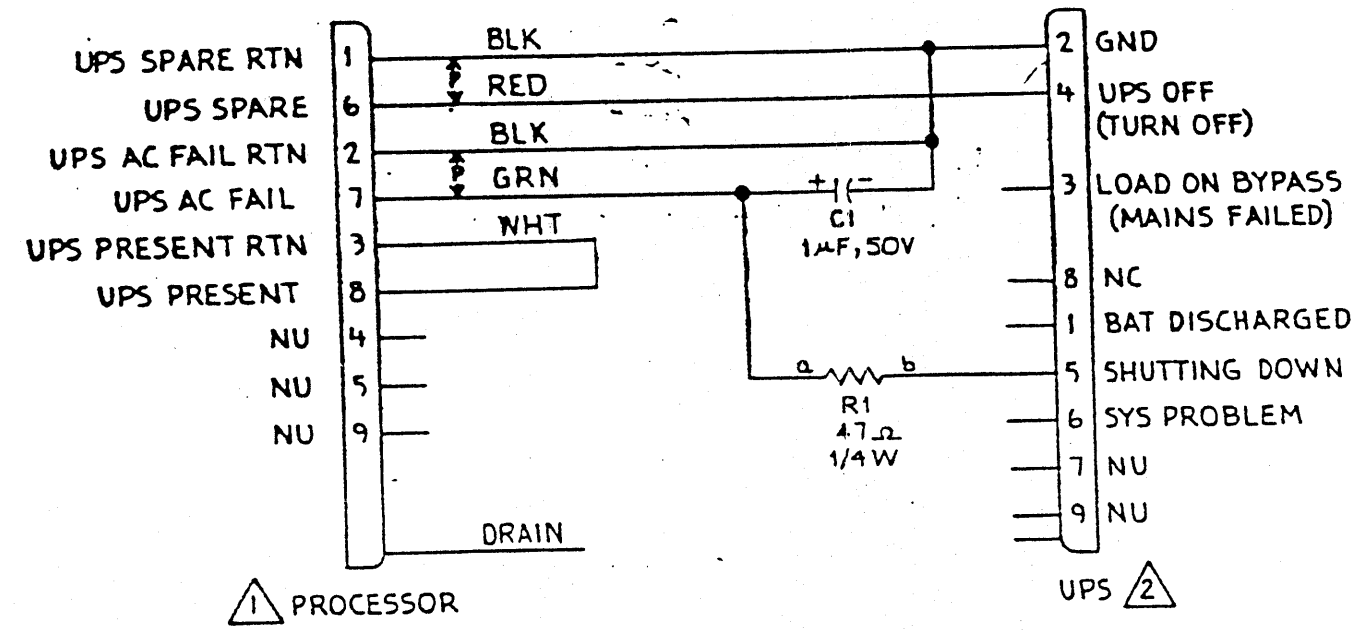 UPS SPARE RTN 1 BLK 2 GND
UPS SPARE 6 P RED 4 UPS OFF
(TURN OFF)
UPS AC FAIL RTN 2 BLK
UPS AC FAIL 7 P GRN + - 3 LOAD ON BYPASS
(MAINS FAILED)
C1
1µF, 50V
UPS PRESENT RTN 3 WHT
UPS PRESENT 8 8 NC
NU 4 1 BAT DISCHARGED
NU 5 a b 5 SHUTTING DOWN
R1
4.7 Ω
1/4 W
NU 9 6 SYS PROBLEM
7 NU
9 NU
DRAIN
1 PROCESSOR
UPS 2